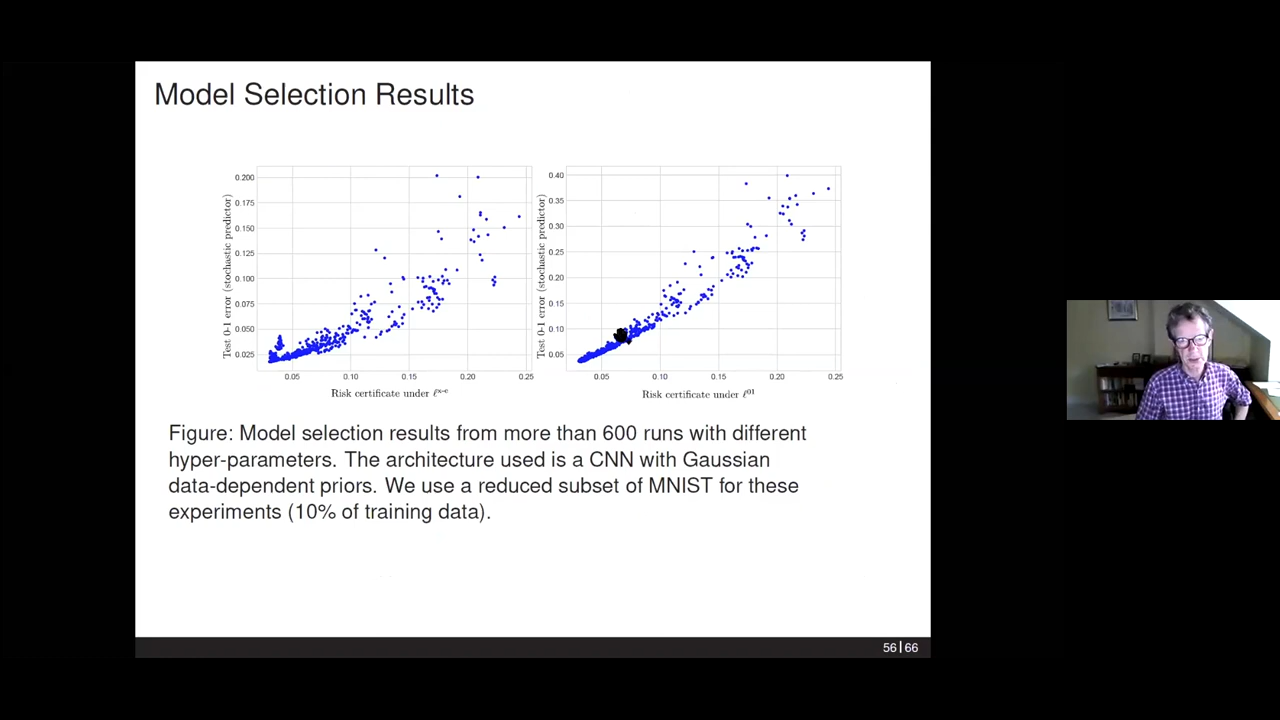 Model Selection Results
Test 0-1 error (stochastic predictor)
0.200
0.175
0.150
0.125
0.100
0.075
0.050
0.025
0.05 0.10 0.15 0.20 0.25
Risk certificate under ℓˣ⁻ᵉ
Test 0-1 error (stochastic predictor)
0.40
0.35
0.30
0.25
0.20
0.15
0.10
0.05
0.05 0.10 0.15 0.20 0.25
Risk certificate under ℓ⁰¹
Figure: Model selection results from more than 600 runs with different
hyper-parameters. The architecture used is a CNN with Gaussian
data-dependent priors. We use a reduced subset of MNIST for these
experiments (10% of training data).
56|66